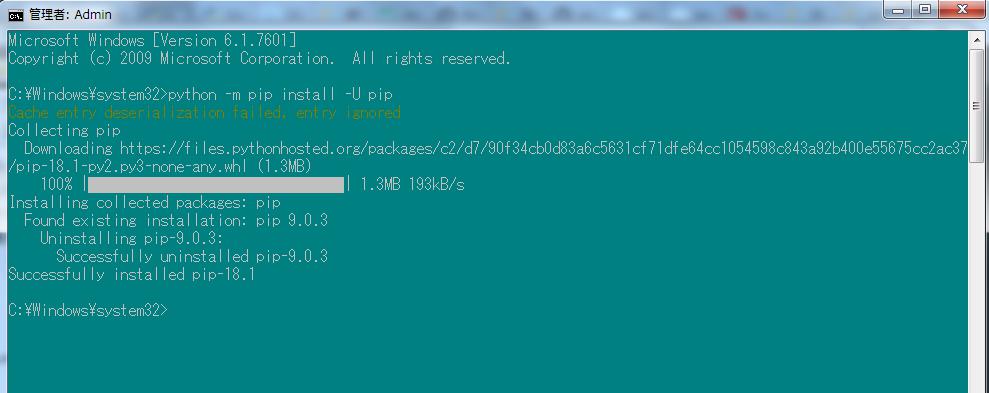 管理者: Admin
Microsoft Windows [Version 6.1.7601]
Copyright (c) 2009 Microsoft Corporation.  All rights reserved.
C:¥Windows¥system32>python -m pip install -U pip
Cache entry deserialization failed, entry ignored
Collecting pip
  Downloading https://files.pythonhosted.org/packages/c2/d7/90f34cb0d83a6c5631cf71dfe64cc1054598c843a92b400e55675cc2ac37
/pip-18.1-py2.py3-none-any.whl (1.3MB)
    100% |████████████████████████████████| 1.3MB 193kB/s
Installing collected packages: pip
  Found existing installation: pip 9.0.3
    Uninstalling pip-9.0.3:
      Successfully uninstalled pip-9.0.3
Successfully installed pip-18.1
C:¥Windows¥system32>